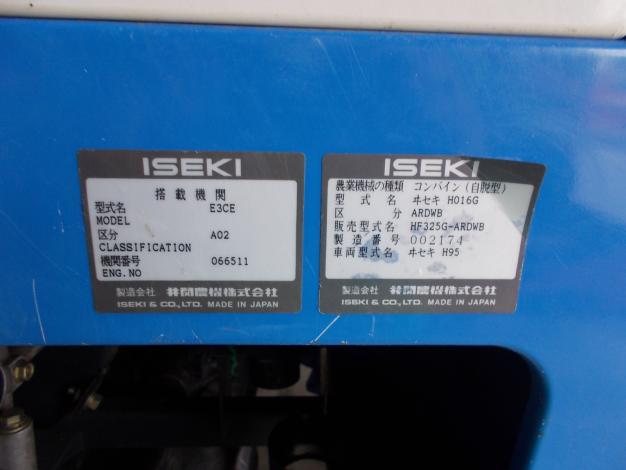 ISEKI
搭載機関
型式名 E3CE
MODEL
区分 A02
CLASSIFICATION
機関番号 066511
ENG.NO
製造会社 井関農機株式会社
ISEKI & CO., LTD. MADE IN JAPAN
ISEKI
農業機械の種類 コンバイン(自脱型)
型式名 ヰセキ HO16G
区分 ARDWB
販売型式名 HF325G-ARDWB
製造番号 002174
車両型式名 ヰセキ H95
製造会社 井関農機株式会社
ISEKI & CO., LTD. MADE IN JAPAN